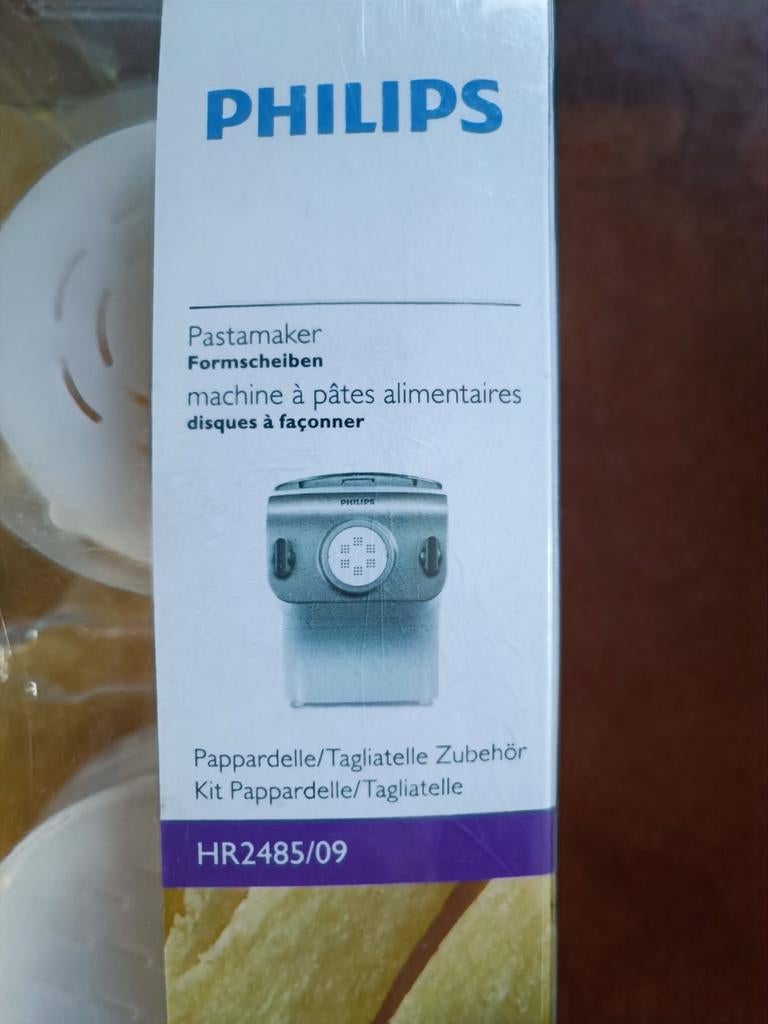 PHILIPS
Pastamaker
Formscheiben
machine à pâtes alimentaires
disques à façonner
PHILIPS
Pappardelle/Tagliatelle Zubehör
Kit Pappardelle/Tagliatelle
HR2485/09